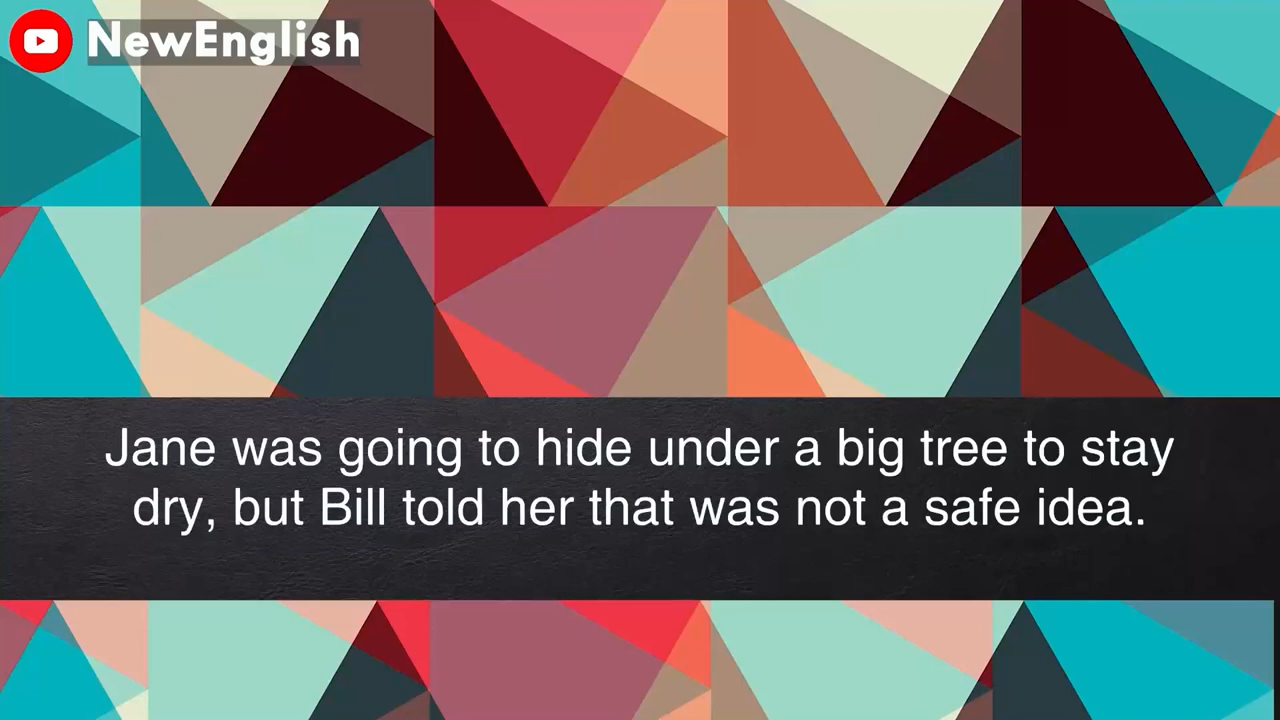 NewEnglish
Jane was going to hide under a big tree to stay
dry, but Bill told her that was not a safe idea.